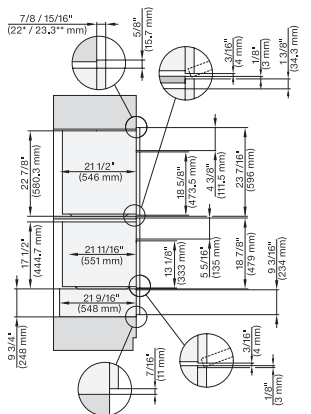 7/8 / 15/16"
(22* / 23.3** mm)
5/8"
(15.7 mm)
3/16"
(4 mm)
1/8"
(3 mm)
1 3/8"
(34.3 mm)
22 7/8"
(580.3 mm)
21 1/2"
(546 mm)
18 5/8"
(473.5 mm)
4 3/8"
(111.5 mm)
23 7/16"
(596 mm)
17 1/2"
(444.7 mm)
21 11/16"
(551 mm)
13 1/8"
(333 mm)
5 5/16"
(135 mm)
18 7/8"
(479 mm)
9 3/16"
(234 mm)
21 9/16"
(548 mm)
9 3/4"
(248 mm)
7/16"
(11 mm)
3/16"
(4 mm)
1/8"
(3 mm)